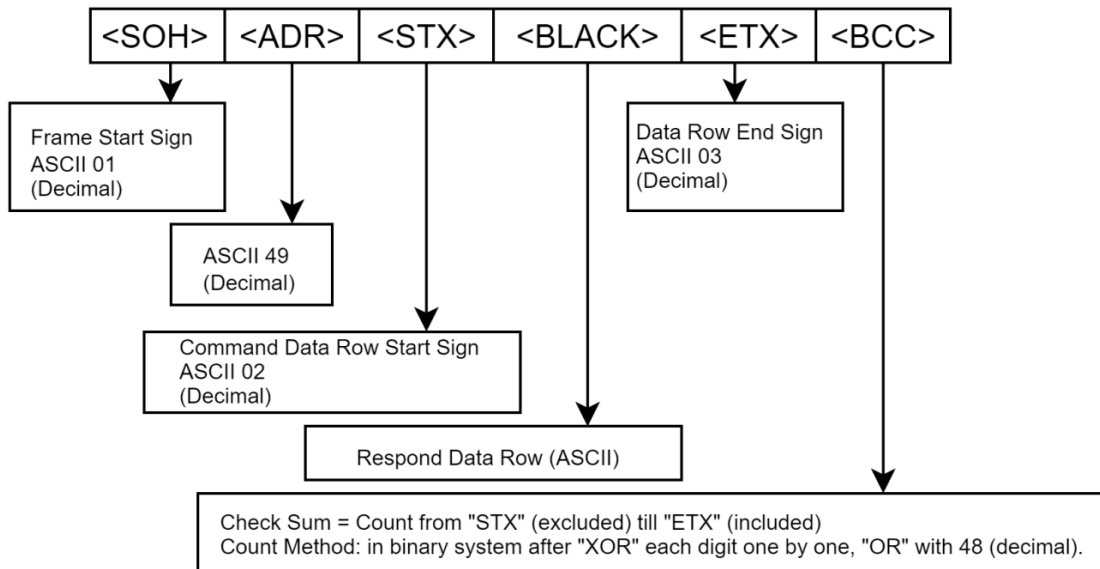 <SOH> <ADR> <STX> <BLACK> <ETX> <BCC>
Frame Start Sign
ASCII 01
(Decimal)
Data Row End Sign
ASCII 03
(Decimal)
ASCII 49
(Decimal)
Command Data Row Start Sign
ASCII 02
(Decimal)
Respond Data Row (ASCII)
Check Sum = Count from "STX" (excluded) till "ETX" (included)
Count Method: in binary system after "XOR" each digit one by one, "OR" with 48 (decimal).